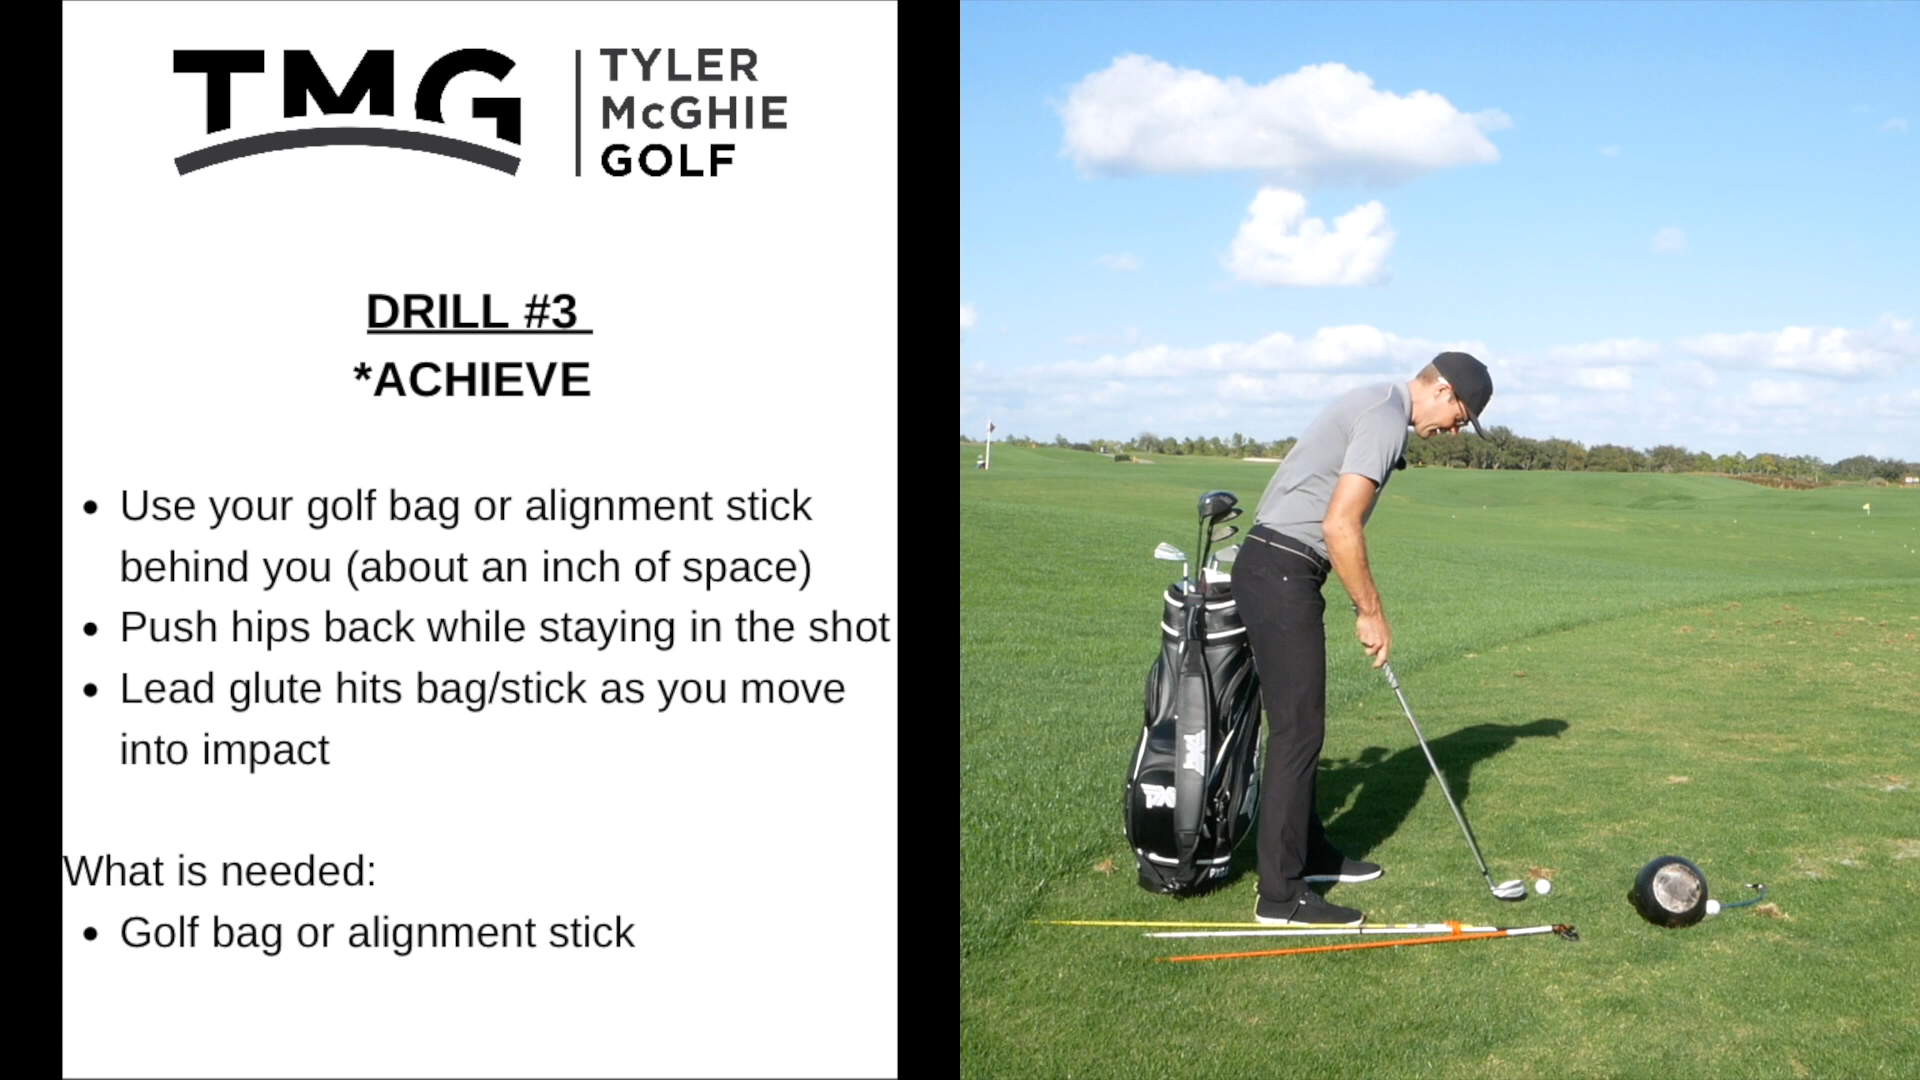 TMG
TYLER
McGHIE
GOLF
DRILL #3
*ACHIEVE
• Use your golf bag or alignment stick
behind you (about an inch of space)
• Push hips back while staying in the shot
• Lead glute hits bag/stick as you move
into impact
What is needed:
• Golf bag or alignment stick
PXG
PXG